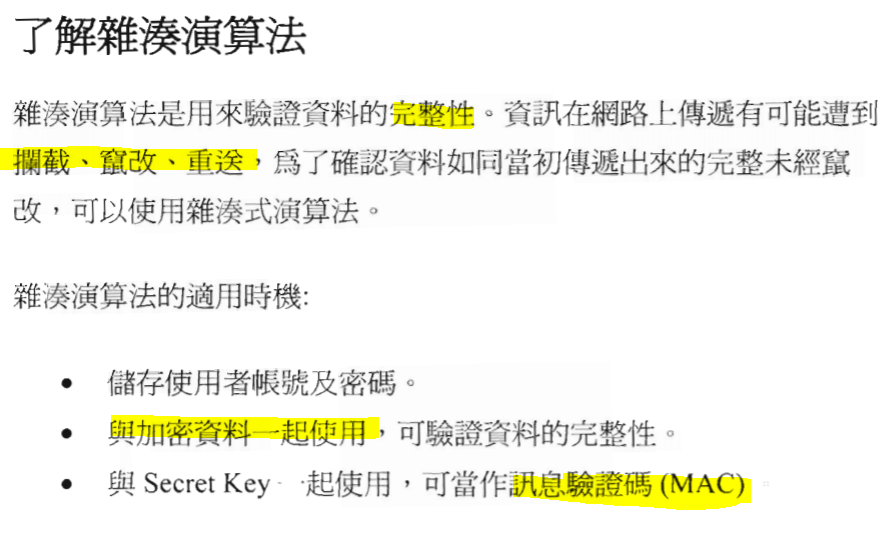 了解雜湊演算法
雜湊演算法是用來驗證資料的完整性。資訊在網路上傳遞有可能遭到
攔截、竄改、重送，為了確認資料如同當初傳遞出來的完整未經竄
改，可以使用雜湊式演算法。
雜湊演算法的適用時機:
• 儲存使用者帳號及密碼。
• 與加密資料一起使用，可驗證資料的完整性。
• 與 Secret Key 一起使用，可當作訊息驗證碼 (MAC)。